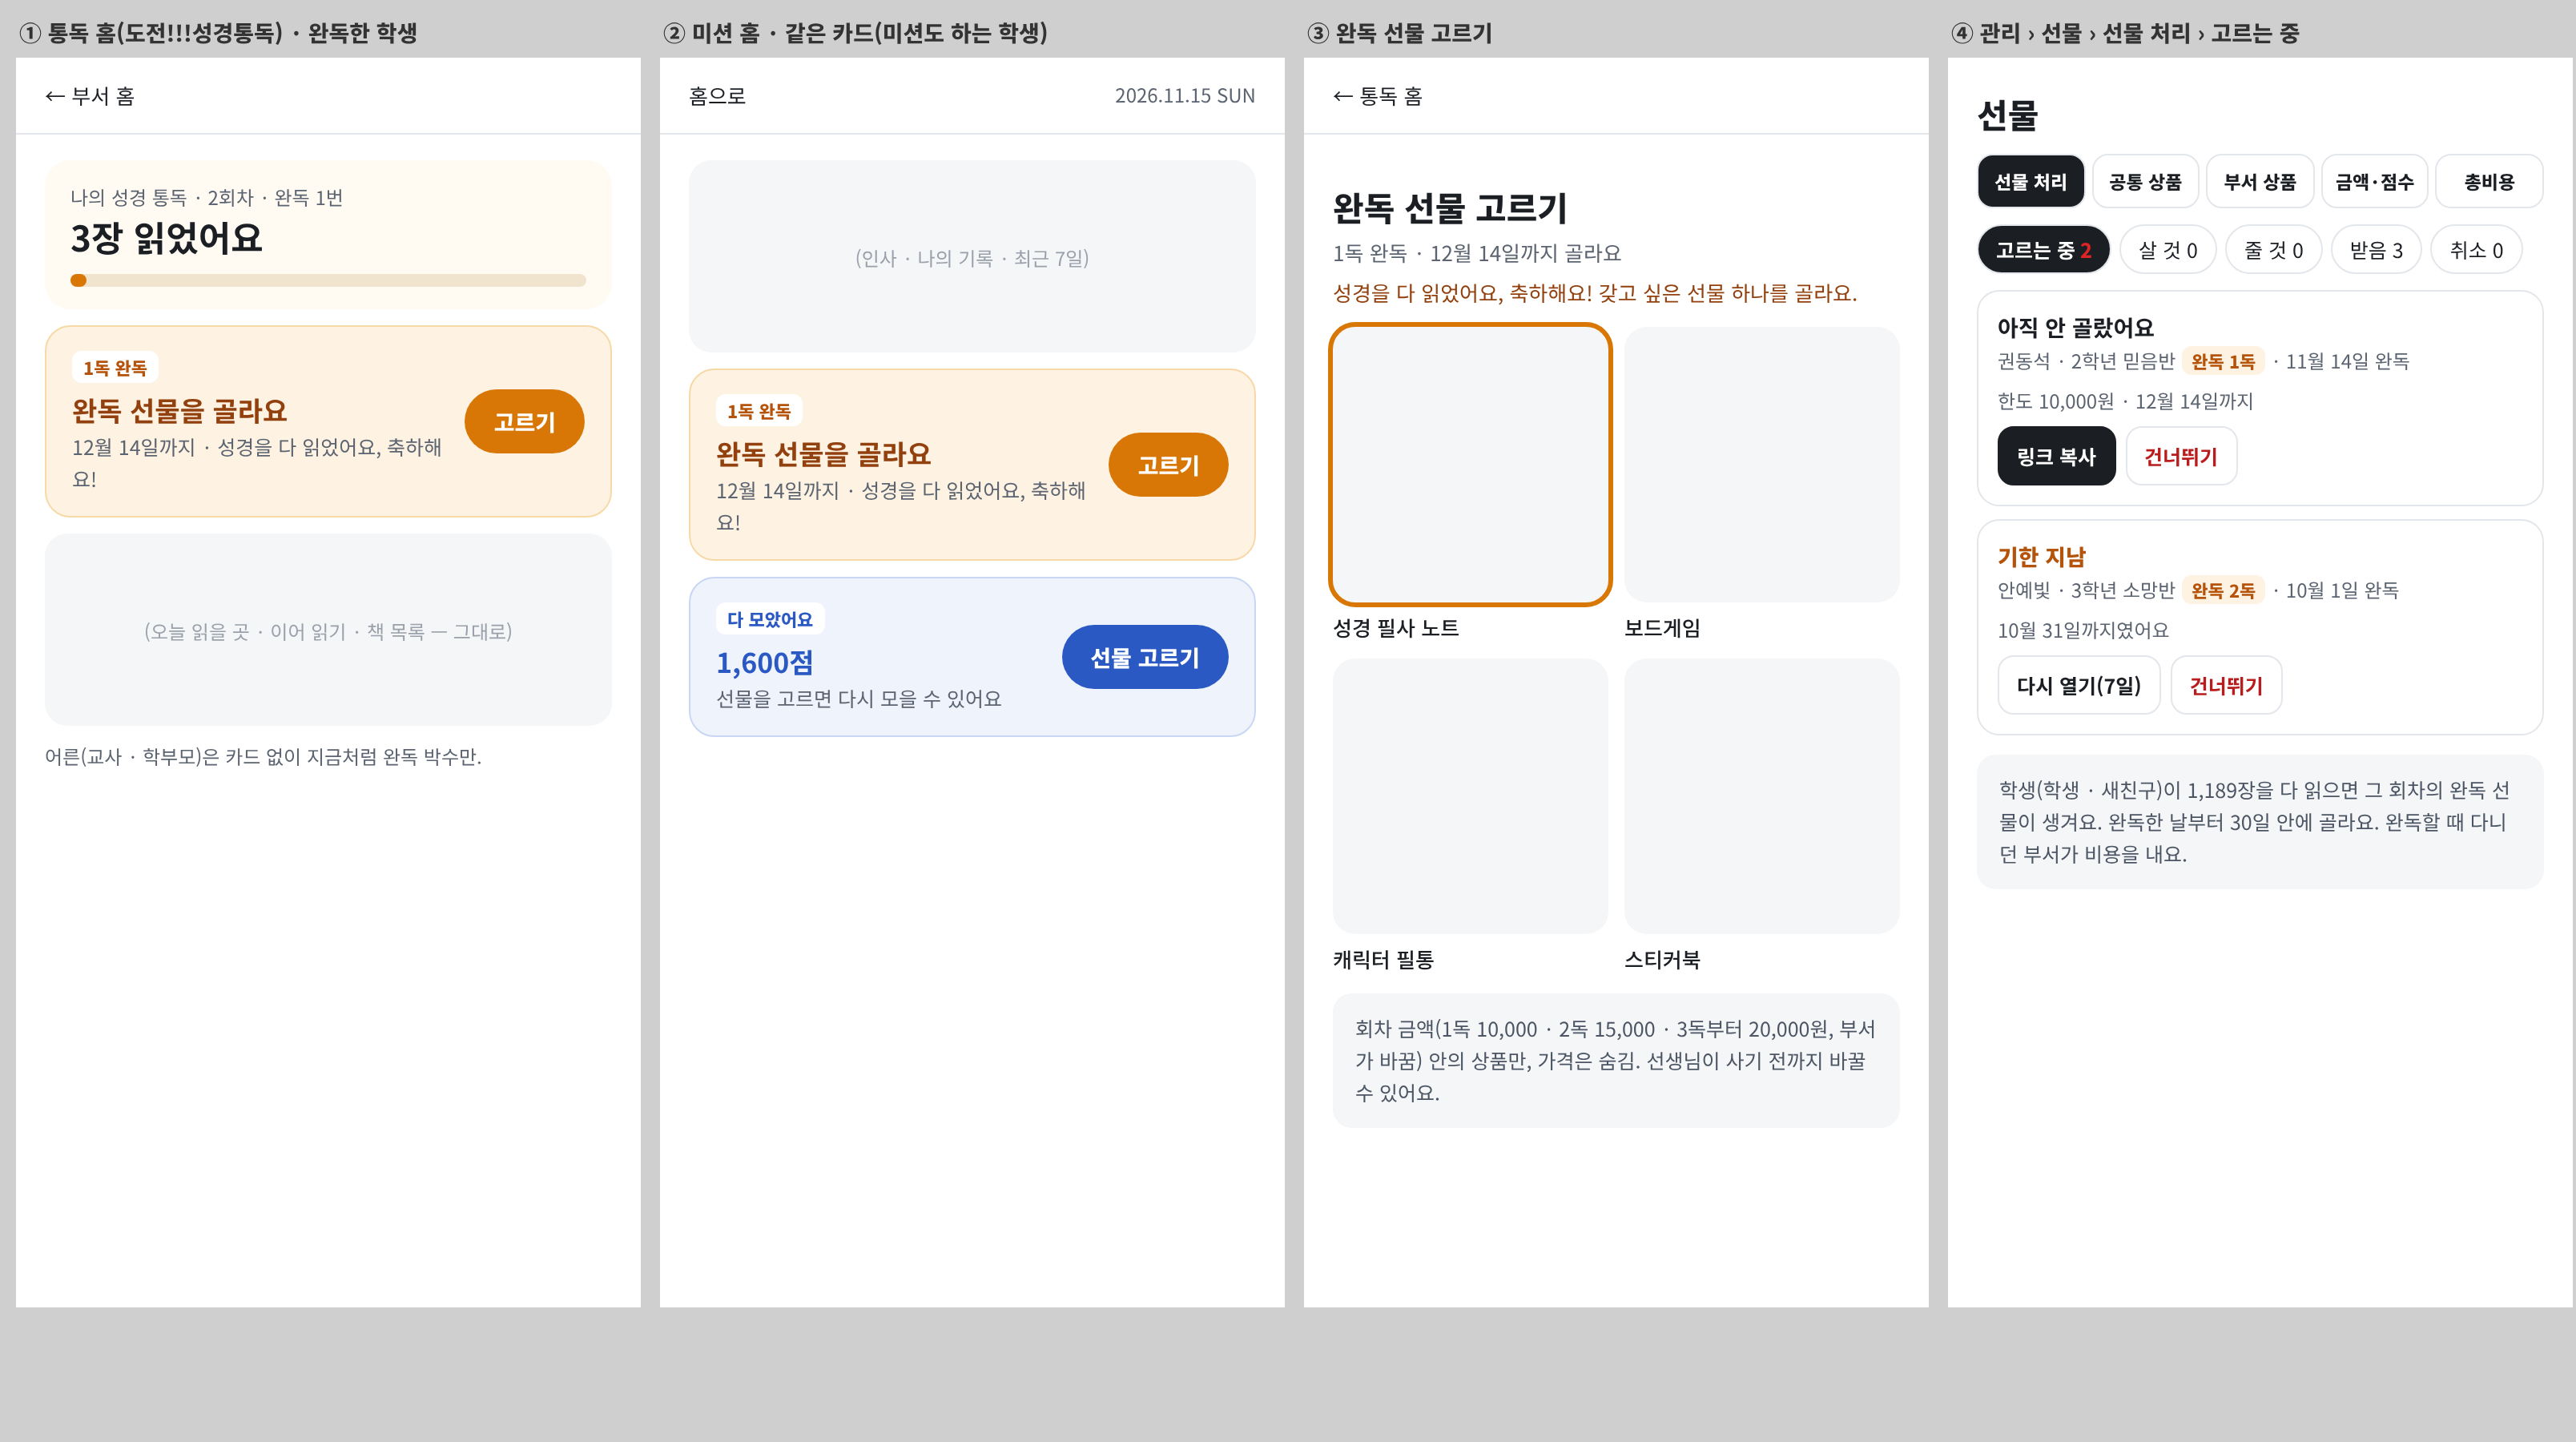 ① 통독 홈(도전!!!성경통독) · 완독한 학생
← 부서 홈
나의 성경 통독 · 2회차 · 완독 1번
3장 읽었어요
1독 완독
완독 선물을 골라요
12월 14일까지 · 성경을 다 읽었어요, 축하해
요!
고르기
(오늘 읽을 곳 · 이어 읽기 · 책 목록 — 그대로)
어른(교사 · 학부모)은 카드 없이 지금처럼 완독 박수만.
② 미션 홈 · 같은 카드(미션도 하는 학생)
홈으로
2026.11.15 SUN
(인사 · 나의 기록 · 최근 7일)
1독 완독
완독 선물을 골라요
12월 14일까지 · 성경을 다 읽었어요, 축하해
요!
고르기
다 모았어요
1,600점
선물을 고르면 다시 모을 수 있어요
선물 고르기
③ 완독 선물 고르기
← 통독 홈
완독 선물 고르기
1독 완독 · 12월 14일까지 골라요
성경을 다 읽었어요, 축하해요! 갖고 싶은 선물 하나를 골라요.
성경 필사 노트
보드게임
캐릭터 필통
스티커북
회차 금액(1독 10,000 · 2독 15,000 · 3독부터 20,000원, 부서
가 바꿈) 안의 상품만, 가격은 숨김. 선생님이 사기 전까지 바꿀
수 있어요.
④ 관리 › 선물 › 선물 처리 › 고르는 중
선물
선물 처리
공통 상품
부서 상품
금액·점수
총비용
고르는 중 2
살 것 0
줄 것 0
받음 3
취소 0
아직 안 골랐어요
권동석 · 2학년 믿음반 완독 1독 · 11월 14일 완독
한도 10,000원 · 12월 14일까지
링크 복사
건너뛰기
기한 지남
안예빛 · 3학년 소망반 완독 2독 · 10월 1일 완독
10월 31일까지였어요
다시 열기(7일)
건너뛰기
학생(학생 · 새친구)이 1,189장을 다 읽으면 그 회차의 완독 선
물이 생겨요. 완독한 날부터 30일 안에 골라요. 완독할 때 다니
던 부서가 비용을 내요.